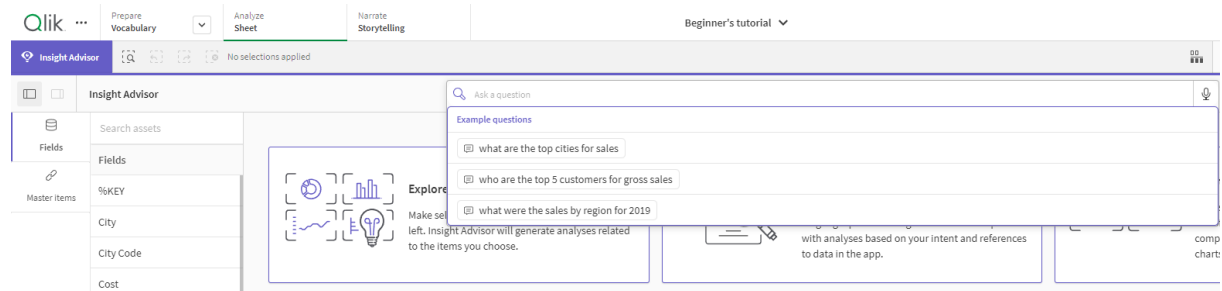 Qlik
Prepare
Vocabulary
Analyze
Sheet
Narrate
Storytelling
Beginner's tutorial
Insight Advisor
No selections applied
Insight Advisor
Ask a question
Fields
Master items
Search assets
Fields
%KEY
City
City Code
Cost
Example questions
what are the top cities for sales
who are the top 5 customers for gross sales
what were the sales by region for 2019
Explore
Make sel
left. Insight Advisor will generate analyses related
to the items you choose.
with analyses based on your intent and references
to data in the app.
comp
charts